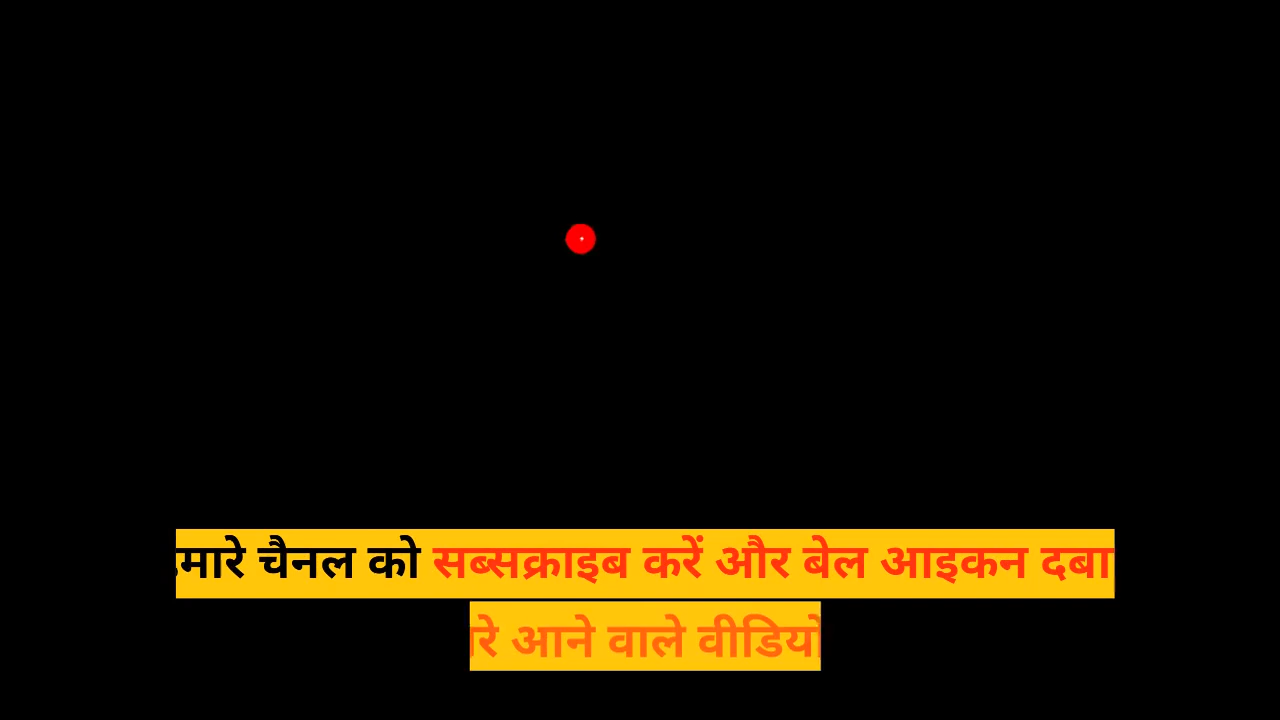 मारे चैनल को सब्सक्राइब करें और बेल आइकन दबा
रे आने वाले वीडियो